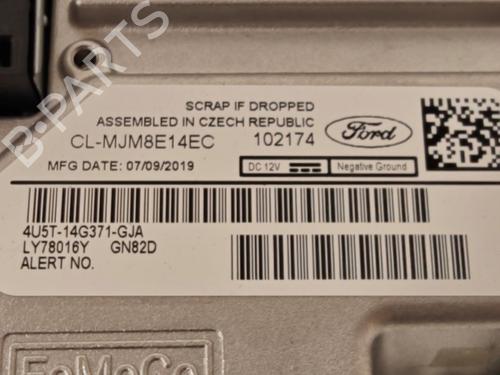 SCRAP IF DROPPED
ASSEMBLED IN CZECH REPUBLIC
CL-MJM8E14EC 102174
Ford
MFG DATE: 07/09/2019
DC 12V
Negative Ground
4U5T-14G371-GJA
LY78016Y GN82D
ALERT NO.
FoMoCo
B-PARTS